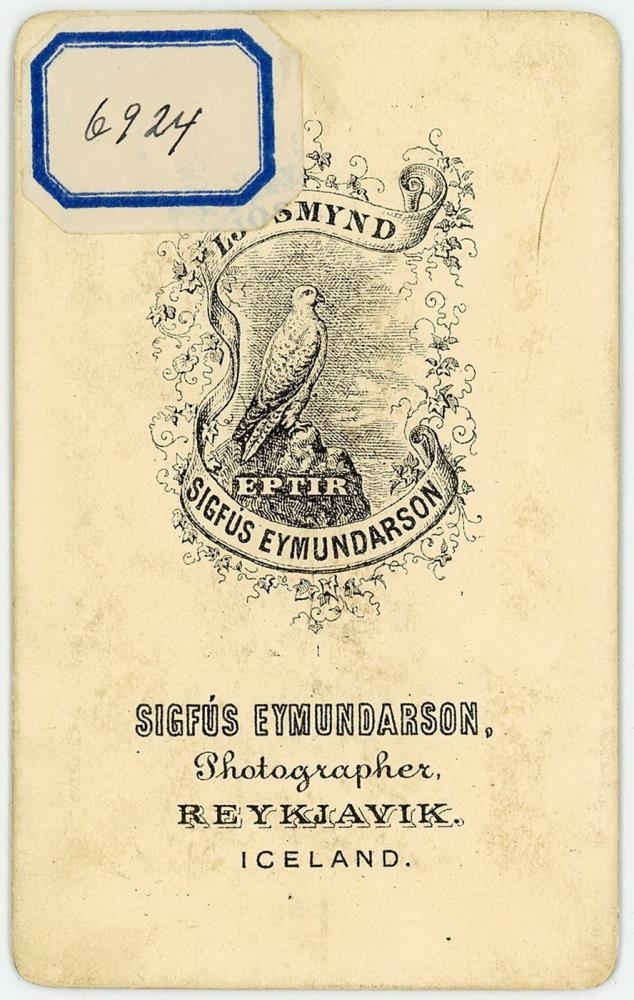 6924
LJÓSMYND
EPTIR
SIGFÚS EYMUNDARSON
SIGFÚS EYMUNDARSON,
Photographer,
REYKJAVIK.
ICELAND.